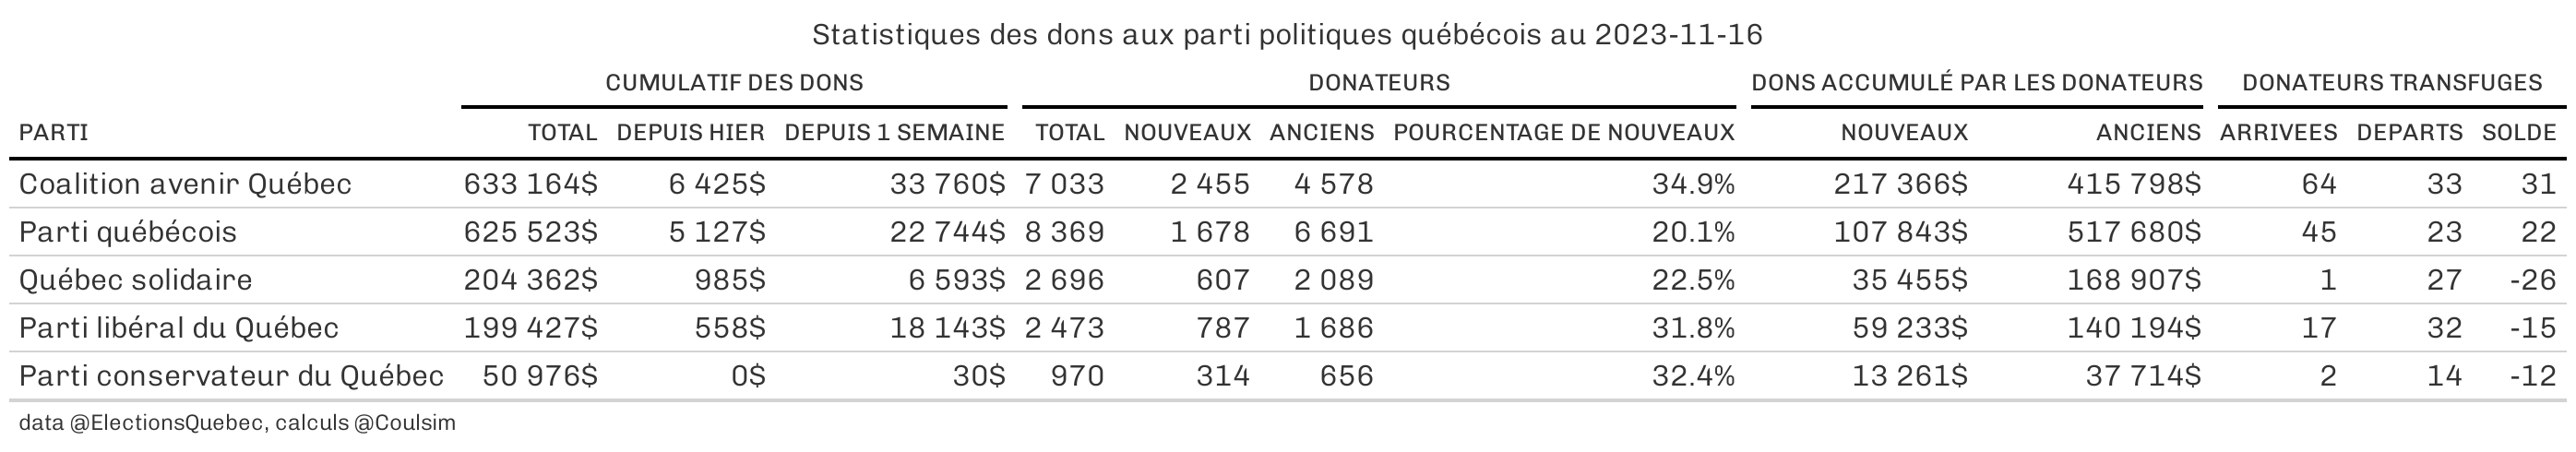 Statistiques des dons aux parti politiques québécois au 2023-11-16
CUMULATIF DES DONS DONATEURS DONS ACCUMULÉ PAR LES DONATEURS DONATEURS TRANSFUGES
PARTI TOTAL DEPUIS HIER DEPUIS 1 SEMAINE TOTAL NOUVEAUX ANCIENS POURCENTAGE DE NOUVEAUX NOUVEAUX ANCIENS ARRIVEES DEPARTS SOLDE
Coalition avenir Québec 633 164$ 6 425$ 33 760$ 7 033 2 455 4 578 34.9% 217 366$ 415 798$ 64 33 31
Parti québécois 625 523$ 5 127$ 22 744$ 8 369 1 678 6 691 20.1% 107 843$ 517 680$ 45 23 22
Québec solidaire 204 362$ 985$ 6 593$ 2 696 607 2 089 22.5% 35 455$ 168 907$ 1 27 -26
Parti libéral du Québec 199 427$ 558$ 18 143$ 2 473 787 1 686 31.8% 59 233$ 140 194$ 17 32 -15
Parti conservateur du Québec 50 976$ 0$ 30$ 970 314 656 32.4% 13 261$ 37 714$ 2 14 -12
data @ElectionsQuebec, calculs @Coulsim